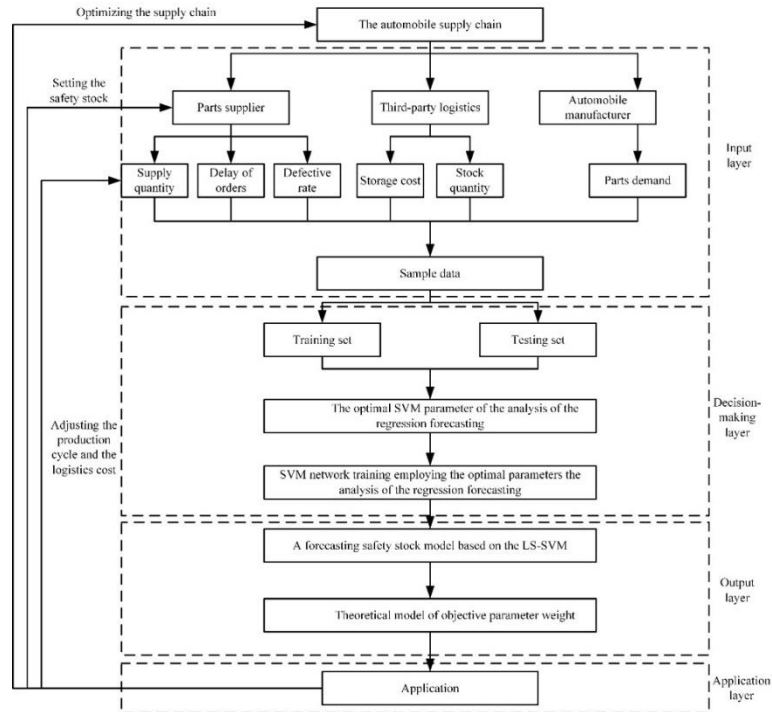 Optimizing the supply chain
The automobile supply chain
Setting the
safety stock
Parts supplier
Third-party logistics
Automobile
manufacturer
Input
layer
Supply
quantity
Delay of
orders
Defective
rate
Storage cost
Stock
quantity
Parts demand
Sample data
Training set
Testing set
Decision-
making
layer
The optimal SVM parameter of the analysis of the
regression forecasting
Adjusting the
production
cycle and the
logistics cost
SVM network training employing the optimal parameters the
analysis of the regression forecasting
A forecasting safety stock model based on the LS-SVM
Output
layer
Theoretical model of objective parameter weight
Application
Application
layer